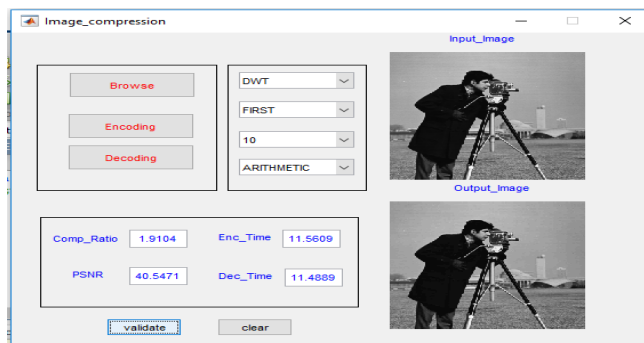 Image_compression
Input_Image
Browse
Encoding
Decoding
DWT
FIRST
10
ARITHMETIC
Output_Image
Comp_Ratio 1.9104 Enc_Time 11.5609
PSNR 40.5471 Dec_Time 11.4889
validate clear